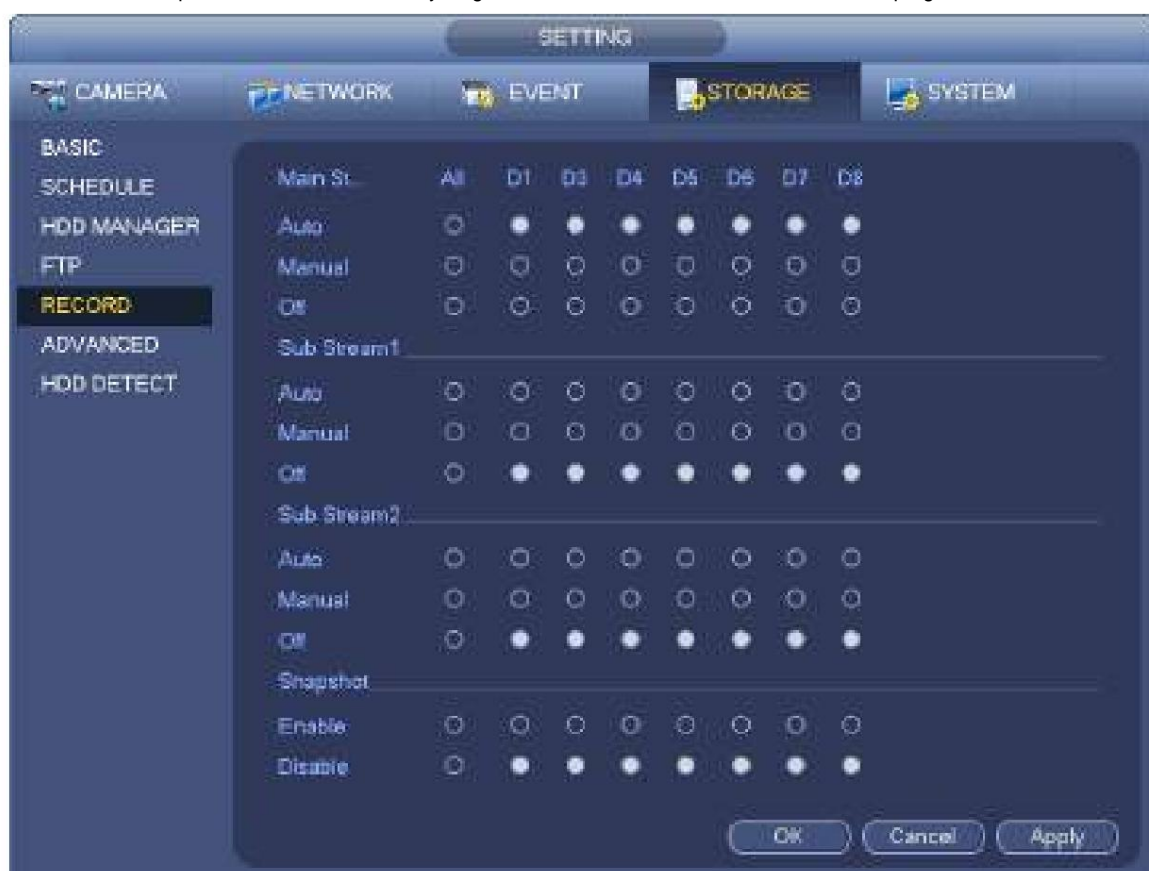 SETTING
CAMERA NETWORK EVENT STORAGE SYSTEM
BASIC
SCHEDULE
HDD MANAGER
FTP
RECORD
ADVANCED
HDD DETECT
Main St... All D1 D3 D4 D5 D6 D7 D8
Auto
Manual
Off
Sub Stream1
Auto
Manual
Off
Sub Stream2
Auto
Manual
Off
Snapshot
Enable
Disable
OK Cancel Apply